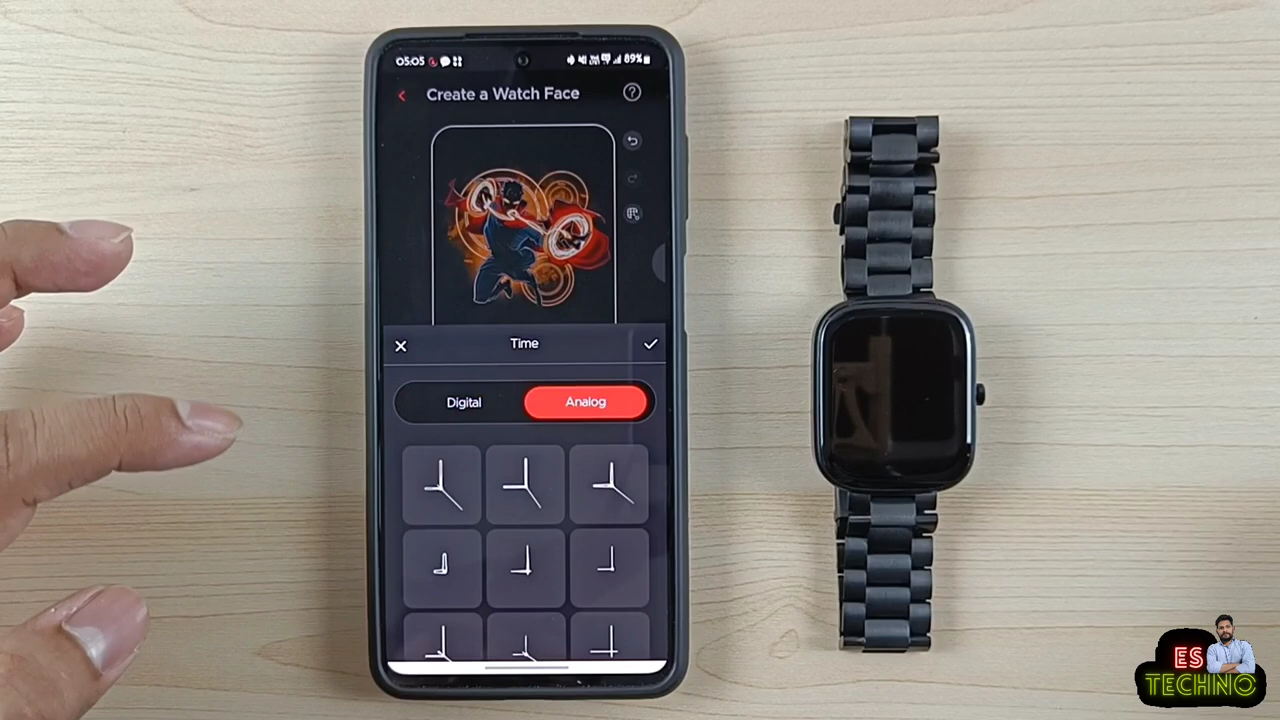 05:05
89%
Create a Watch Face
Time
Digital
Analog
ES
TECHNO